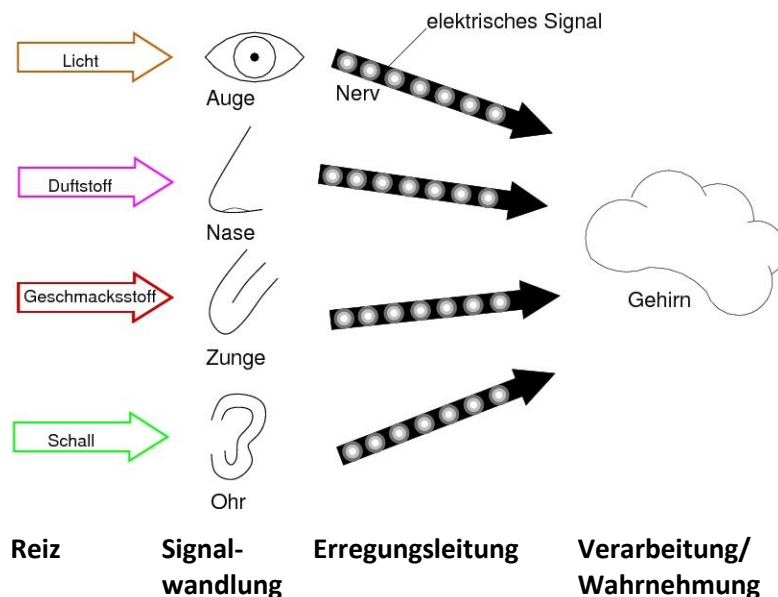 elektrisches Signal
Licht
Auge
Nerv
Duftstoff
Nase
Geschmacksstoff
Zunge
Gehirn
Schall
Ohr
Reiz
Signal-
wandlung
Erregungsleitung
Verarbeitung/
Wahrnehmung